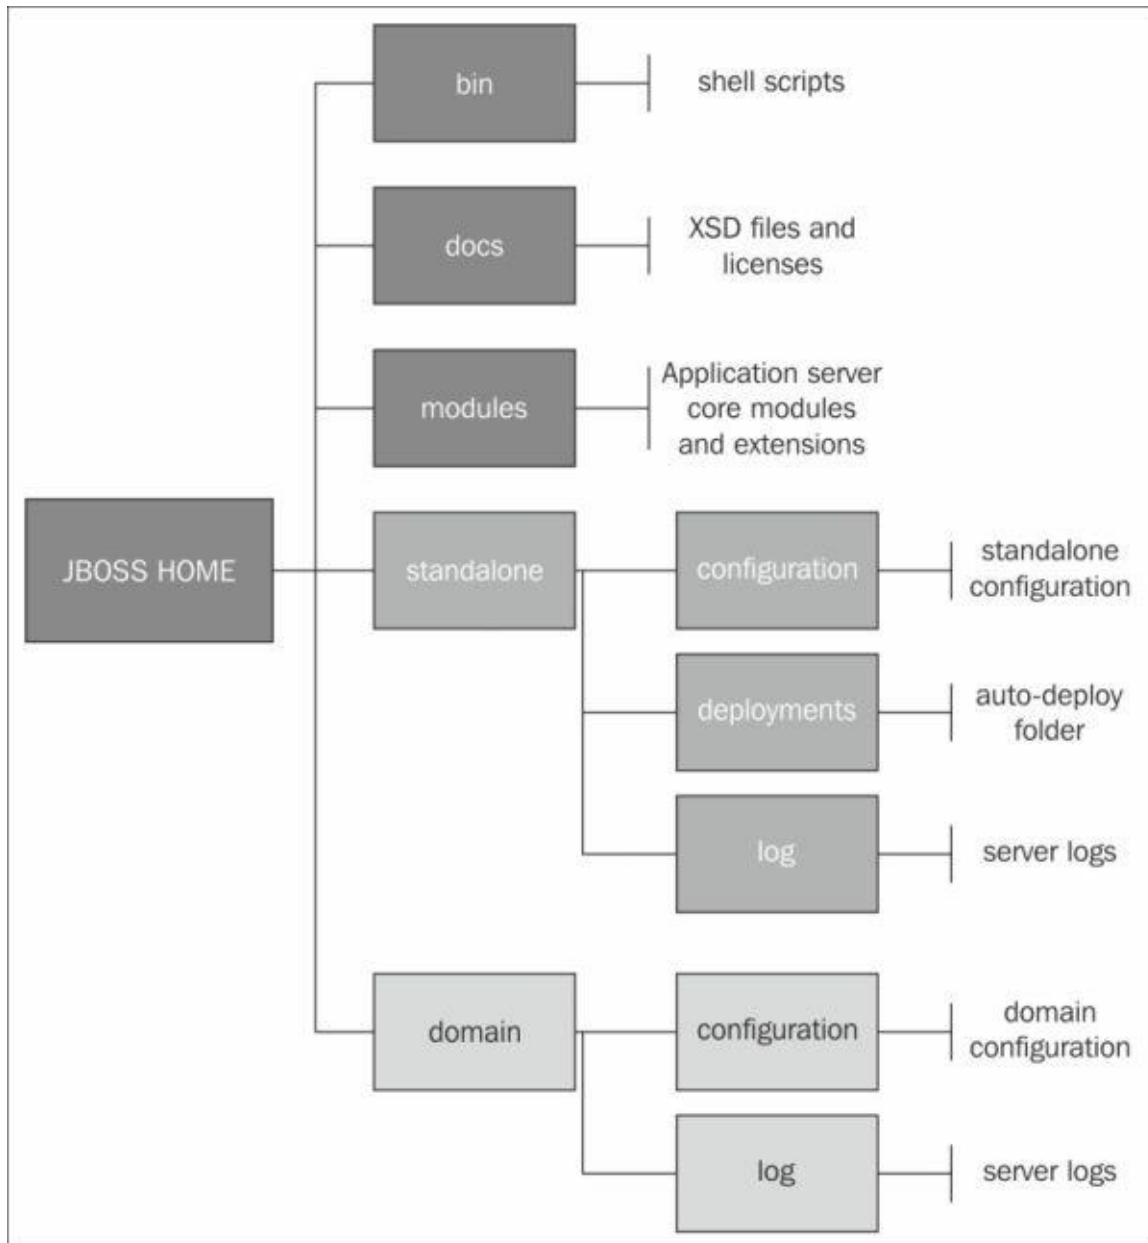 bin
shell scripts
docs
XSD files and
licenses
modules
Application server
core modules
and extensions
JBOSS HOME
standalone
configuration
standalone
configuration
deployments
auto-deploy
folder
log
server logs
domain
configuration
domain
configuration
log
server logs